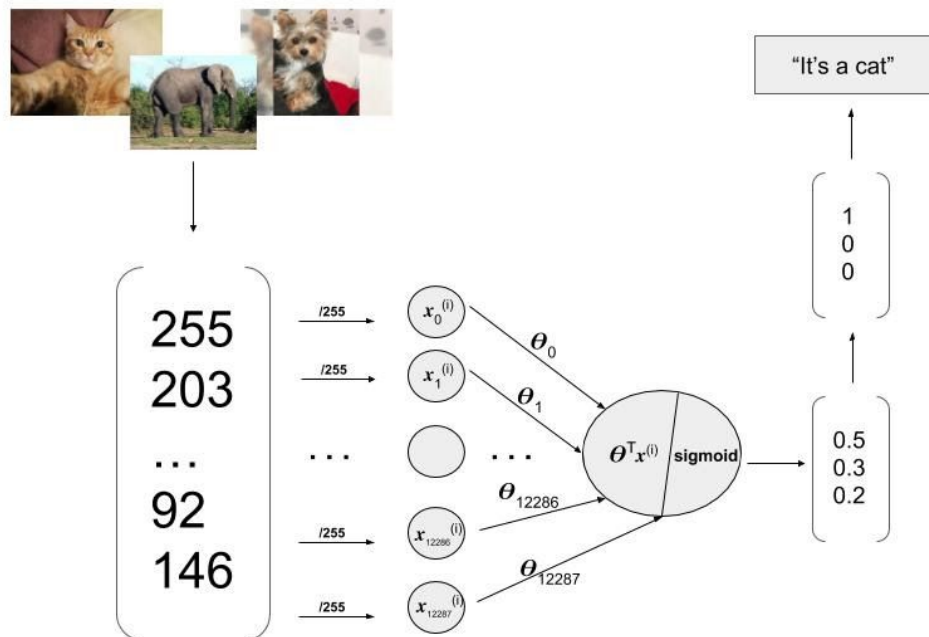 “It’s a cat”
1
0
0
255
203
...
92
146
/255
/255
...
/255
/255
x₀⁽ⁱ⁾
x₁⁽ⁱ⁾
x₁₂₂₈₆⁽ⁱ⁾
x₁₂₂₈₇⁽ⁱ⁾
θ₀
θ₁
...
θ₁₂₂₈₆
θ₁₂₂₈₇
θᵀx⁽ⁱ⁾
sigmoid
0.5
0.3
0.2